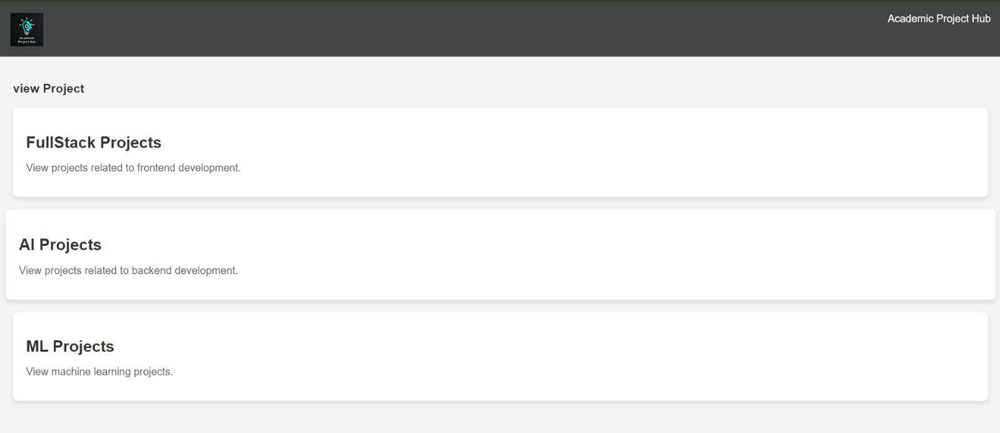 Academic
Project Hub
Academic Project Hub
view Project
FullStack Projects
View projects related to frontend development.
AI Projects
View projects related to backend development.
ML Projects
View machine learning projects.